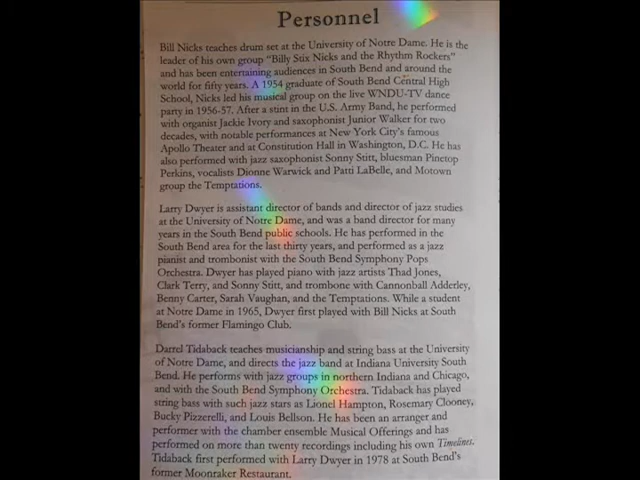 Personnel
Bill Nicks teaches drum set at the University of Notre Dame. He is the
leader of his own group "Billy Stix Nicks and the Rhythm Rockers"
and has been entertaining audiences in South Bend and around the
world for fifty years. A 1954 graduate of South Bend Central High
School, Nicks led his musical group on the live WNDU-TV dance
party in 1956-57. After a stint in the U.S. Army Band, he performed
with organist Jackie Ivory and saxophonist Junior Walker for two
decades, with notable performances at New York City's famous
Apollo Theater and at Constitution Hall in Washington, D.C. He has
also performed with jazz saxophonist Sonny Stitt, bluesman Pinetop
Perkins, vocalists Dionne Warwick and Patti LaBelle, and Motown
group the Temptations.
Larry Dwyer is assistant director of bands and director of jazz studies
at the University of Notre Dame, and was a band director for many
years in the South Bend public schools. He has performed in the
South Bend area for the last thirty years, and performed as a jazz
pianist and trombonist with the South Bend Symphony Pops
Orchestra. Dwyer has played piano with jazz artists Thad Jones,
Clark Terry, and Sonny Stitt, and trombone with Cannonball Adderley,
Benny Carter, Sarah Vaughan, and the Temptations. While a student
at Notre Dame in 1965, Dwyer first played with Bill Nicks at South
Bend's former Flamingo Club.
Darrel Tidaback teaches musicianship and string bass at the University
of Notre Dame, and directs the jazz band at Indiana University South
Bend. He performs with jazz groups in northern Indiana and Chicago,
and with the South Bend Symphony Orchestra. Tidaback has played
string bass with such jazz stars as Lionel Hampton, Rosemary Clooney,
Bucky Pizzerelli, and Louis Bellson. He has been an arranger and
performer with the chamber ensemble Musical Offerings and has
performed on more than twenty recordings including his own Timelines.
Tidaback first performed with Larry Dwyer in 1978 at South Bend's
former Moonraker Restaurant.